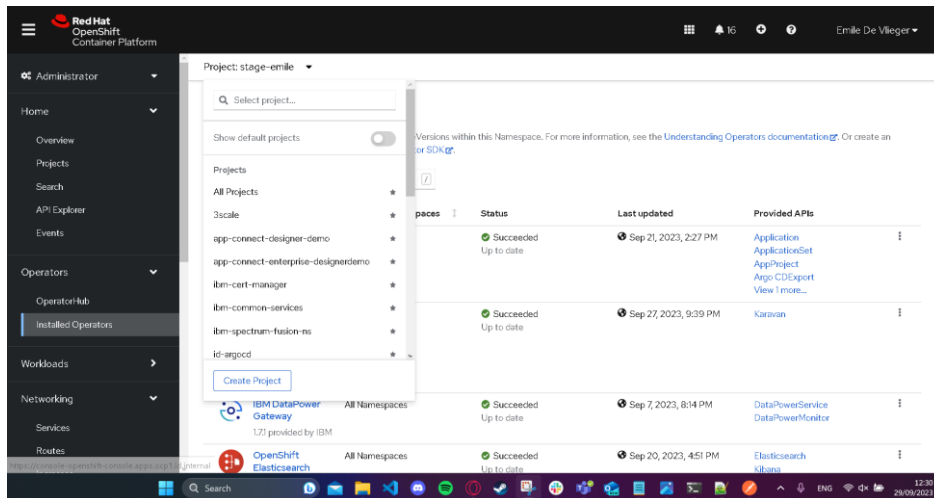 Red Hat
OpenShift
Container Platform
16
Emile De Vlieger
Administrator
Home
Overview
Projects
Search
API Explorer
Events
Operators
OperatorHub
Installed Operators
Workloads
Networking
Services
Routes
Project: stage-emile
Select project...
Show default projects
Projects
All Projects
3scale
app-connect-designer-demo
app-connect-enterprise-designerdemo
ibm-cert-manager
ibm-common-services
ibm-spectrum-fusion-ns
id-argocd
Create Project
Versions within this Namespace. For more information, see the Understanding Operators documentation. Or create an
or SDK.
/
paces Status Last updated Provided APIs
Succeeded Sep 21, 2023, 2:27 PM Application
Up to date ApplicationSet
AppProject
Argo CDExport
View 1 more...
Succeeded Sep 27, 2023, 9:39 PM Karavan
Up to date
IBM DataPower All Namespaces Succeeded Sep 7, 2023, 8:14 PM DataPowerService
Gateway Up to date DataPowerMonitor
1.7.1 provided by IBM
OpenShift All Namespaces Succeeded Sep 20, 2023, 4:51 PM Elasticsearch
Elasticsearch Up to date Kibana
Search
ENG
12:30